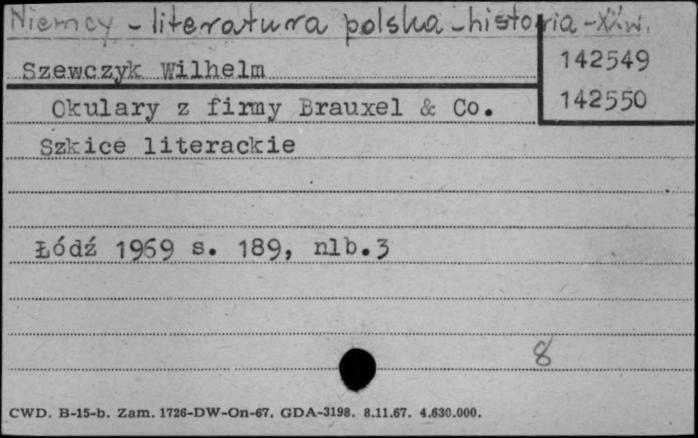 Niemcy - literatura polska - historia - XXw.
Szewczyk Wilhelm
142549
142550
Okulary z firmy Brauxel & Co.
Szkice literackie
Łódź 1969 s. 189, nlb.3
8
CWD. B-15-b. Zam. 1726-DW-On-67. GDA-3198. 8.11.67. 4.630.000.